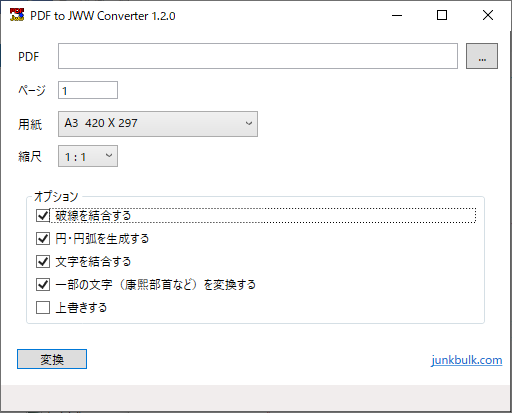 PDF to JWW Converter 1.2.0
PDF
...
ページ 1
用紙 A3 420 X 297
縮尺 1 : 1
オプション
破線を結合する
円・円弧を生成する
文字を結合する
一部の文字（康熙部首など）を変換する
上書きする
変換 junkbulk.com